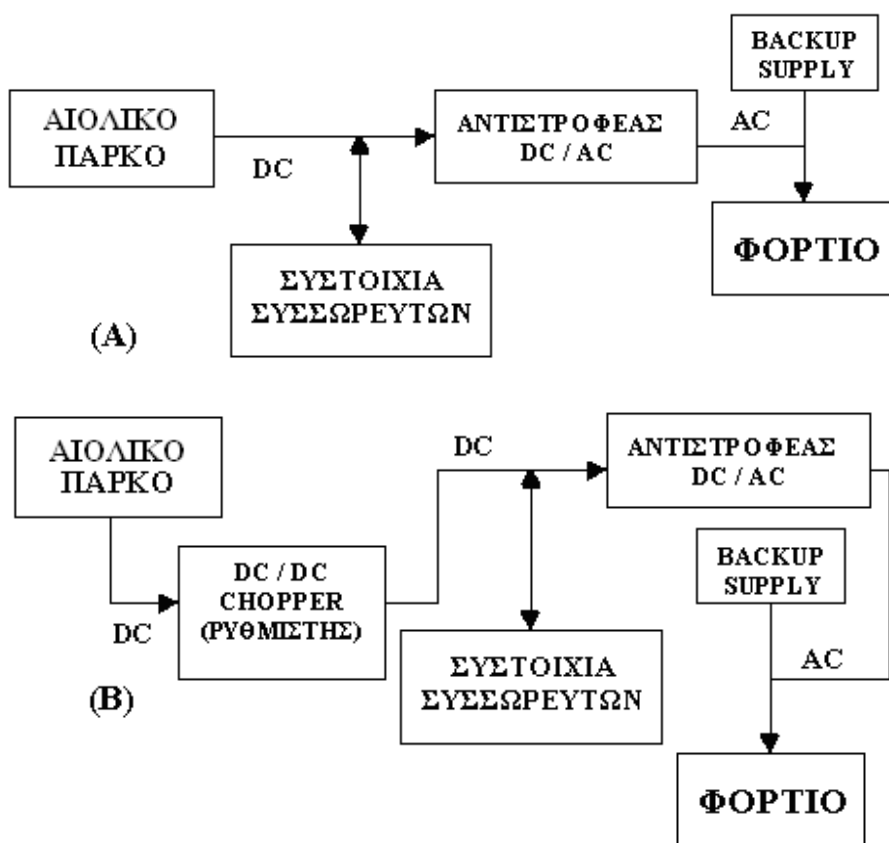 BACKUP
SUPPLY
ΑΙΟΛΙΚΟ
ΠΑΡΚΟ
DC
ΑΝΤΙΣΤΡΟΦΕΑΣ
DC / AC
AC
ΦΟΡΤΙΟ
ΣΥΣΤΟΙΧΙΑ
ΣΥΣΣΩΡΕΥΤΩΝ
(A)
ΑΙΟΛΙΚΟ
ΠΑΡΚΟ
DC
DC / DC
CHOPPER
(ΡΥΘΜΙΣΤΗΣ)
DC
ΑΝΤΙΣΤΡΟΦΕΑΣ
DC / AC
BACKUP
SUPPLY
AC
ΣΥΣΤΟΙΧΙΑ
ΣΥΣΣΩΡΕΥΤΩΝ
(B)
ΦΟΡΤΙΟ